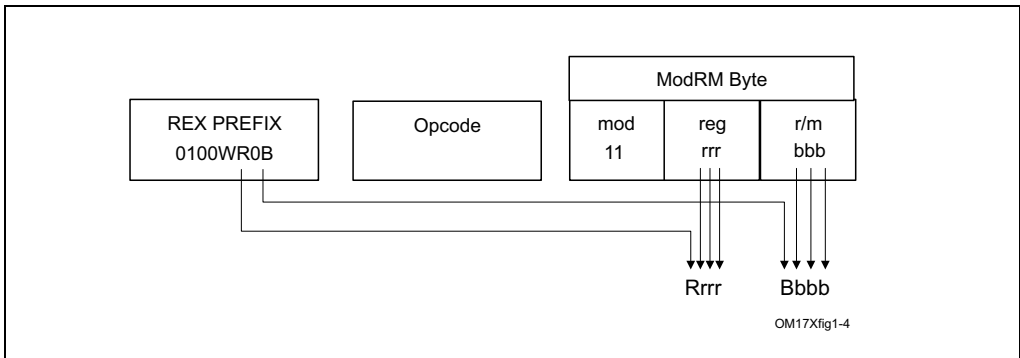 ModRM Byte
REX PREFIX
0100WR0B
Opcode
mod
11
reg
rrr
r/m
bbb
Rrrr
Bbbb
OM17Xfig1-4